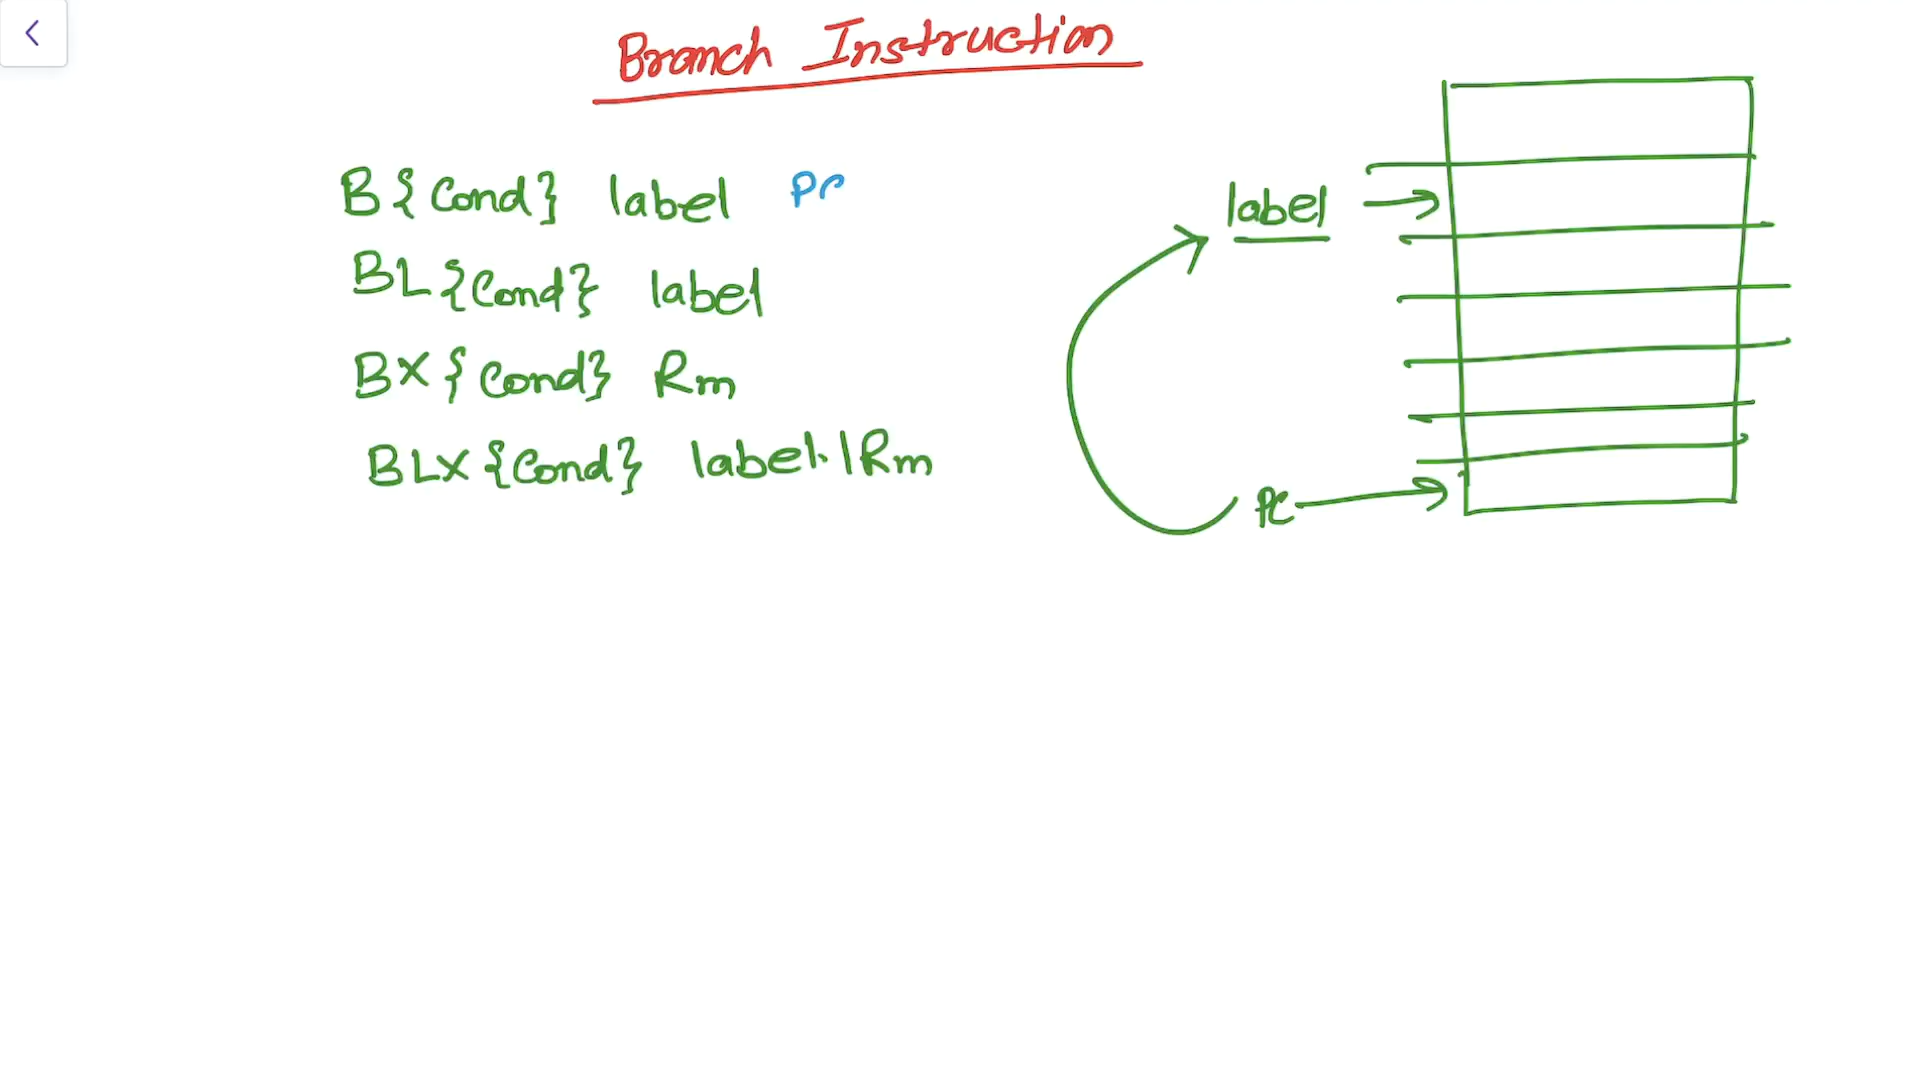 Branch Instruction
B{Cond} label PC
BL{Cond} label
BX{Cond} Rm
BLX{Cond} label.|Rm
label
PC